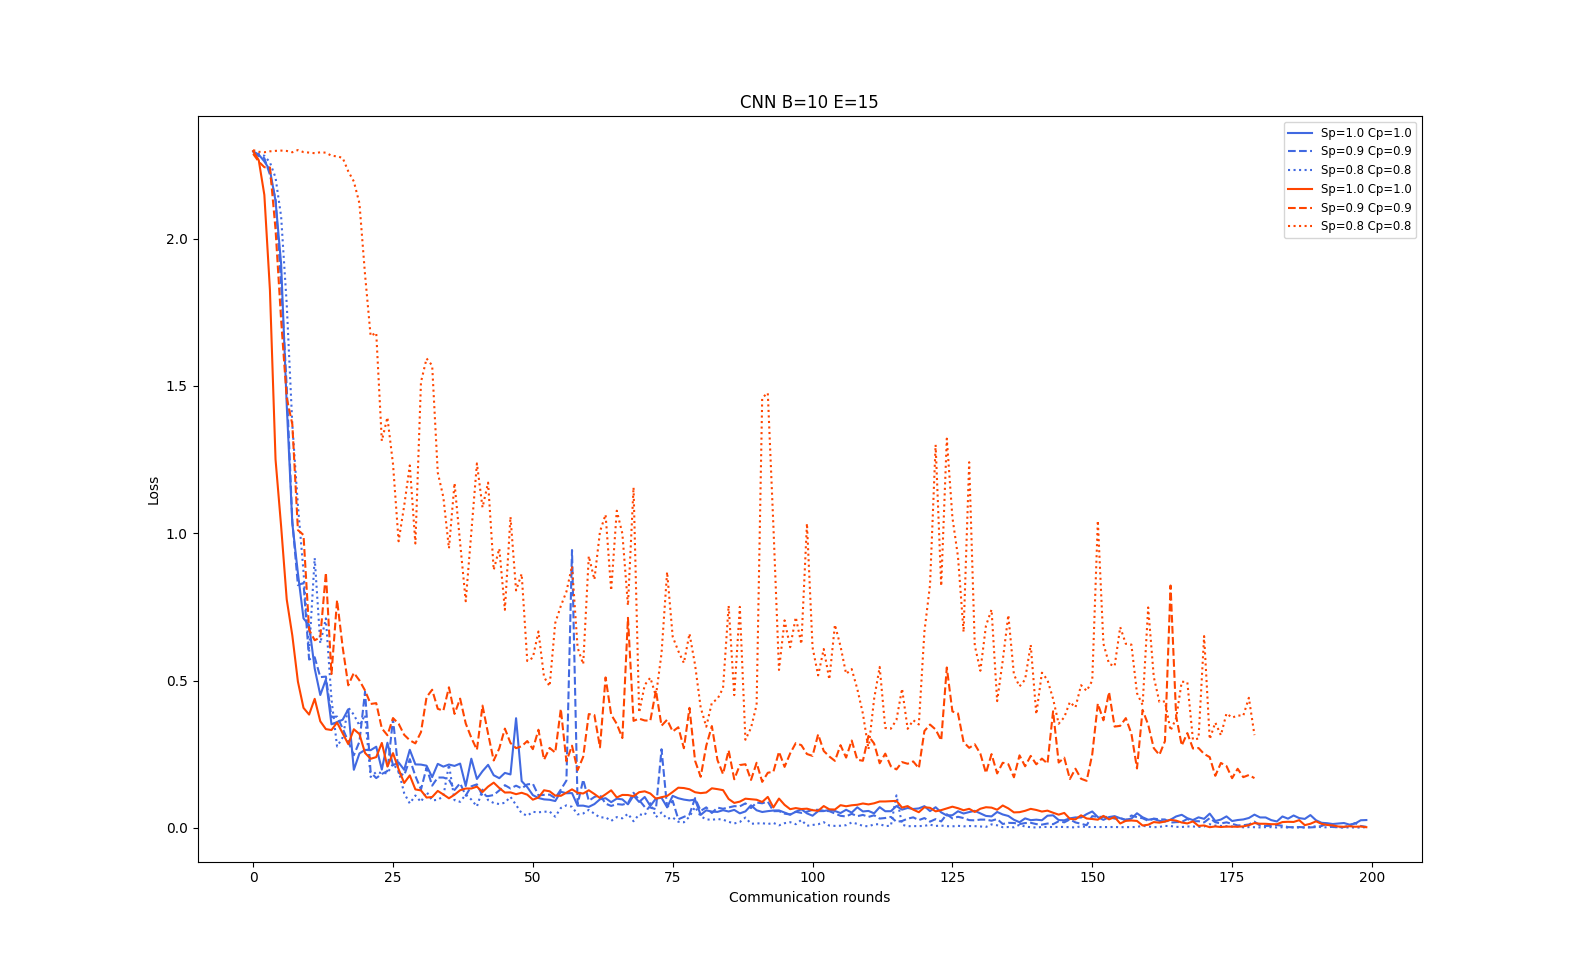 CNN B=10 E=15
Sp=1.0 Cp=1.0
Sp=0.9 Cp=0.9
Sp=0.8 Cp=0.8
Sp=1.0 Cp=1.0
Sp=0.9 Cp=0.9
Sp=0.8 Cp=0.8
2.0
1.5
1.0
0.5
0.0
Loss
0 25 50 75 100 125 150 175 200
Communication rounds